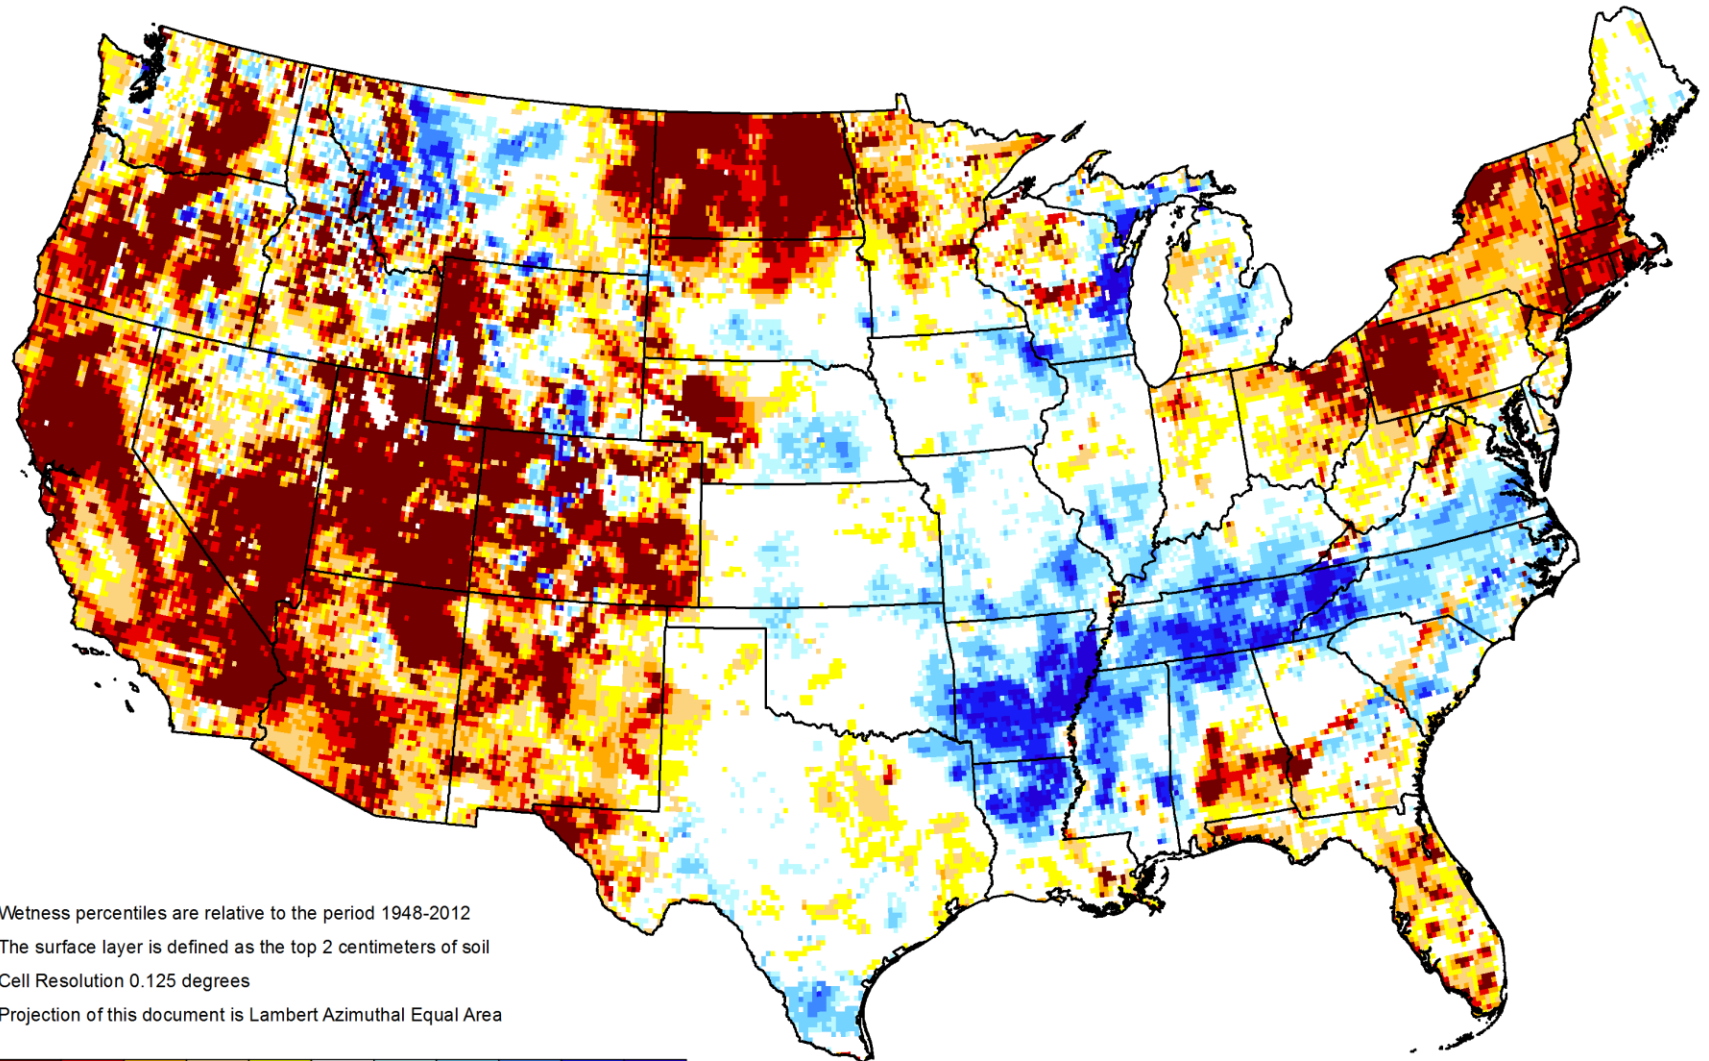 Wetness percentiles are relative to the period 1948-2012
The surface layer is defined as the top 2 centimeters of soil
Cell Resolution 0.125 degrees
Projection of this document is Lambert Azimuthal Equal Area